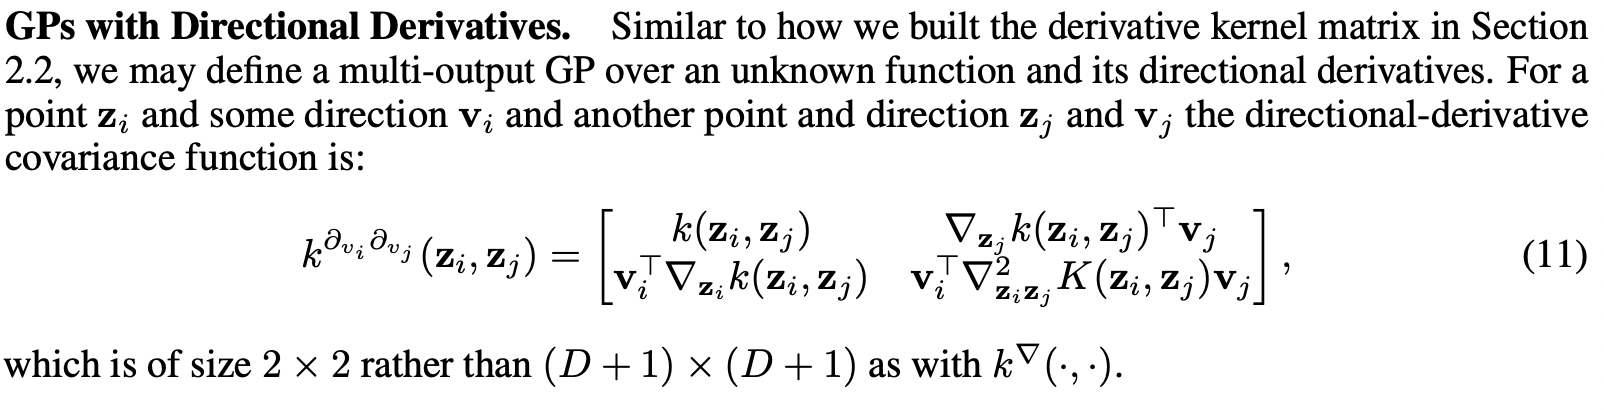 GPs with Directional Derivatives. Similar to how we built the derivative kernel matrix in Section
2.2, we may define a multi-output GP over an unknown function and its directional derivatives. For a
point $\mathbf{z}_i$ and some direction $\mathbf{v}_i$ and another point and direction $\mathbf{z}_j$ and $\mathbf{v}_j$ the directional-derivative
covariance function is:
$$k^{\partial_{v_i} \partial_{v_j}}(\mathbf{z}_i, \mathbf{z}_j) = \begin{bmatrix} k(\mathbf{z}_i, \mathbf{z}_j) & \nabla_{\mathbf{z}_j} k(\mathbf{z}_i, \mathbf{z}_j)^\top \mathbf{v}_j \\ \mathbf{v}_i^\top \nabla_{\mathbf{z}_i} k(\mathbf{z}_i, \mathbf{z}_j) & \mathbf{v}_i^\top \nabla^2_{\mathbf{z}_i \mathbf{z}_j} K(\mathbf{z}_i, \mathbf{z}_j) \mathbf{v}_j \end{bmatrix}, \quad (11)$$
which is of size $2 \times 2$ rather than $(D + 1) \times (D + 1)$ as with $k^\nabla(\cdot, \cdot)$.